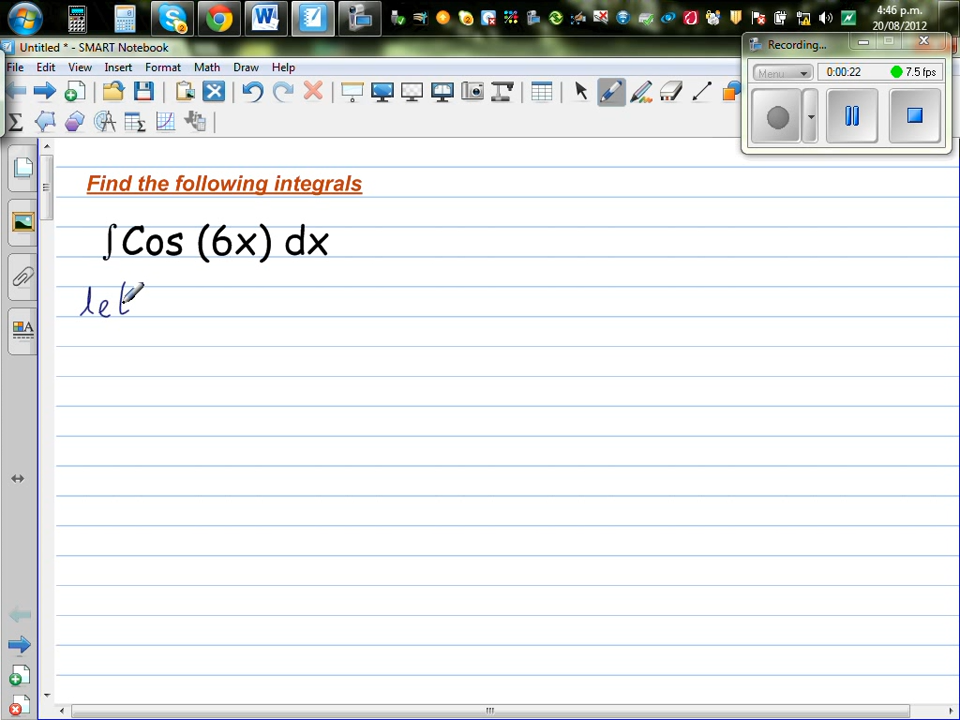 4:46 p.m.
20/08/2012
Untitled * - SMART Notebook
Recording...
File Edit View Insert Format Math Draw Help
Menu 0:00:22 7.5 fps
Find the following integrals
∫Cos (6x) dx
let